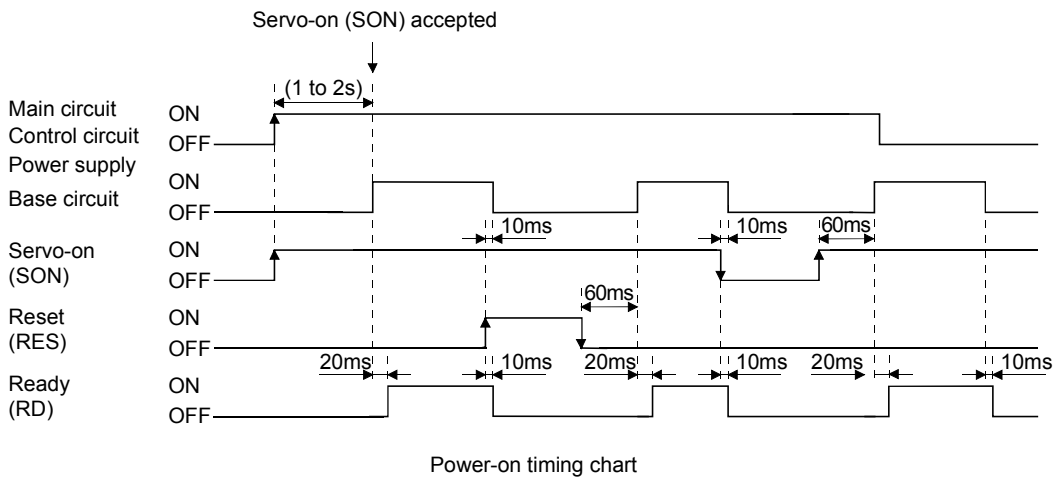 Servo-on (SON) accepted
(1 to 2s)
Main circuit
Control circuit
Power supply
ON
OFF
Base circuit
ON
OFF
10ms
10ms
60ms
Servo-on
(SON)
ON
OFF
60ms
Reset
(RES)
ON
OFF
20ms
10ms
20ms
10ms
20ms
10ms
Ready
(RD)
ON
OFF
Power-on timing chart